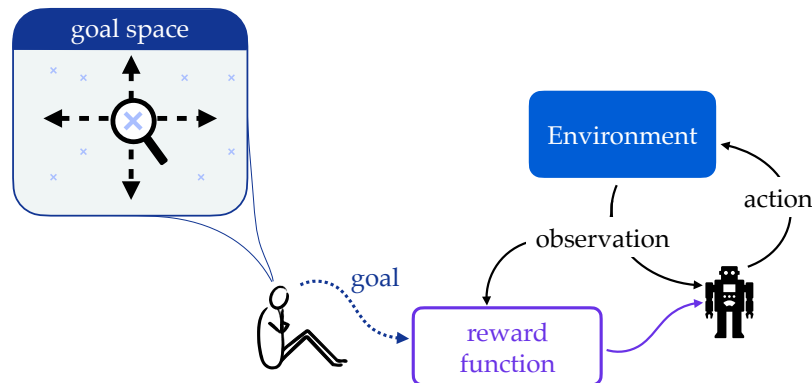 goal space
Environment
action
observation
goal
reward
function